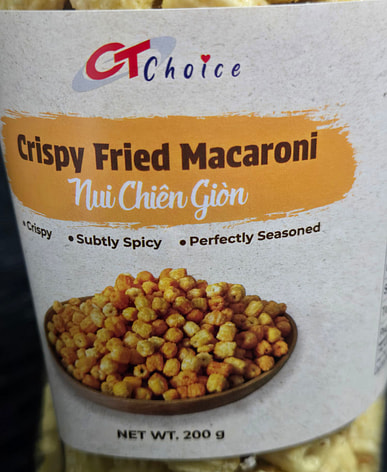 CT Choice
Crispy Fried Macaroni
Nui Chiên Giòn
•Crispy •Subtly Spicy •Perfectly Seasoned
NET WT. 200 g